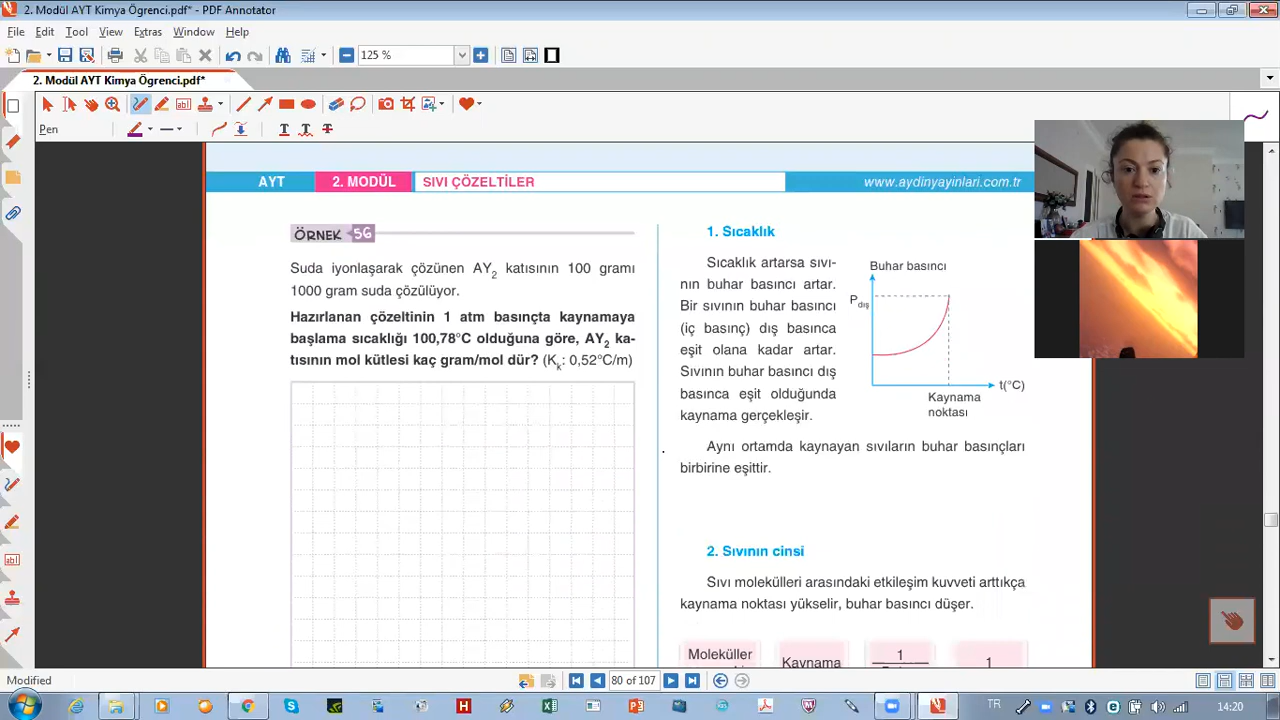 2. Modül AYT Kimya Ögrenci.pdf* - PDF Annotator
File Edit Tool View Extras Window Help
125 %
2. Modül AYT Kimya Ögrenci.pdf*
Pen
AYT 2. MODÜL SIVI ÇÖZELTİLER www.aydinyayinlari.com.tr
ÖRNEK 56
Suda iyonlaşarak çözünen AY2 katısının 100 gramı
1000 gram suda çözülüyor.
Hazırlanan çözeltinin 1 atm basınçta kaynamaya
başlama sıcaklığı 100,78°C olduğuna göre, AY2 ka-
tısının mol kütlesi kaç gram/mol dür? (Kk: 0,52°C/m)
1. Sıcaklık
Sıcaklık artarsa sıvı-
nın buhar basıncı artar.
Bir sıvının buhar basıncı
(iç basınç) dış basınca
eşit olana kadar artar.
Sıvının buhar basıncı dış
basınca eşit olduğunda
kaynama gerçekleşir.
Buhar basıncı
Pdış
t(°C)
Kaynama
noktası
Aynı ortamda kaynayan sıvıların buhar basınçları
birbirine eşittir.
2. Sıvının cinsi
Sıvı molekülleri arasındaki etkileşim kuvveti arttıkça
kaynama noktası yükselir, buhar basıncı düşer.
Moleküller
Kaynama
1
1
Modified
80 of 107
TR
14:20